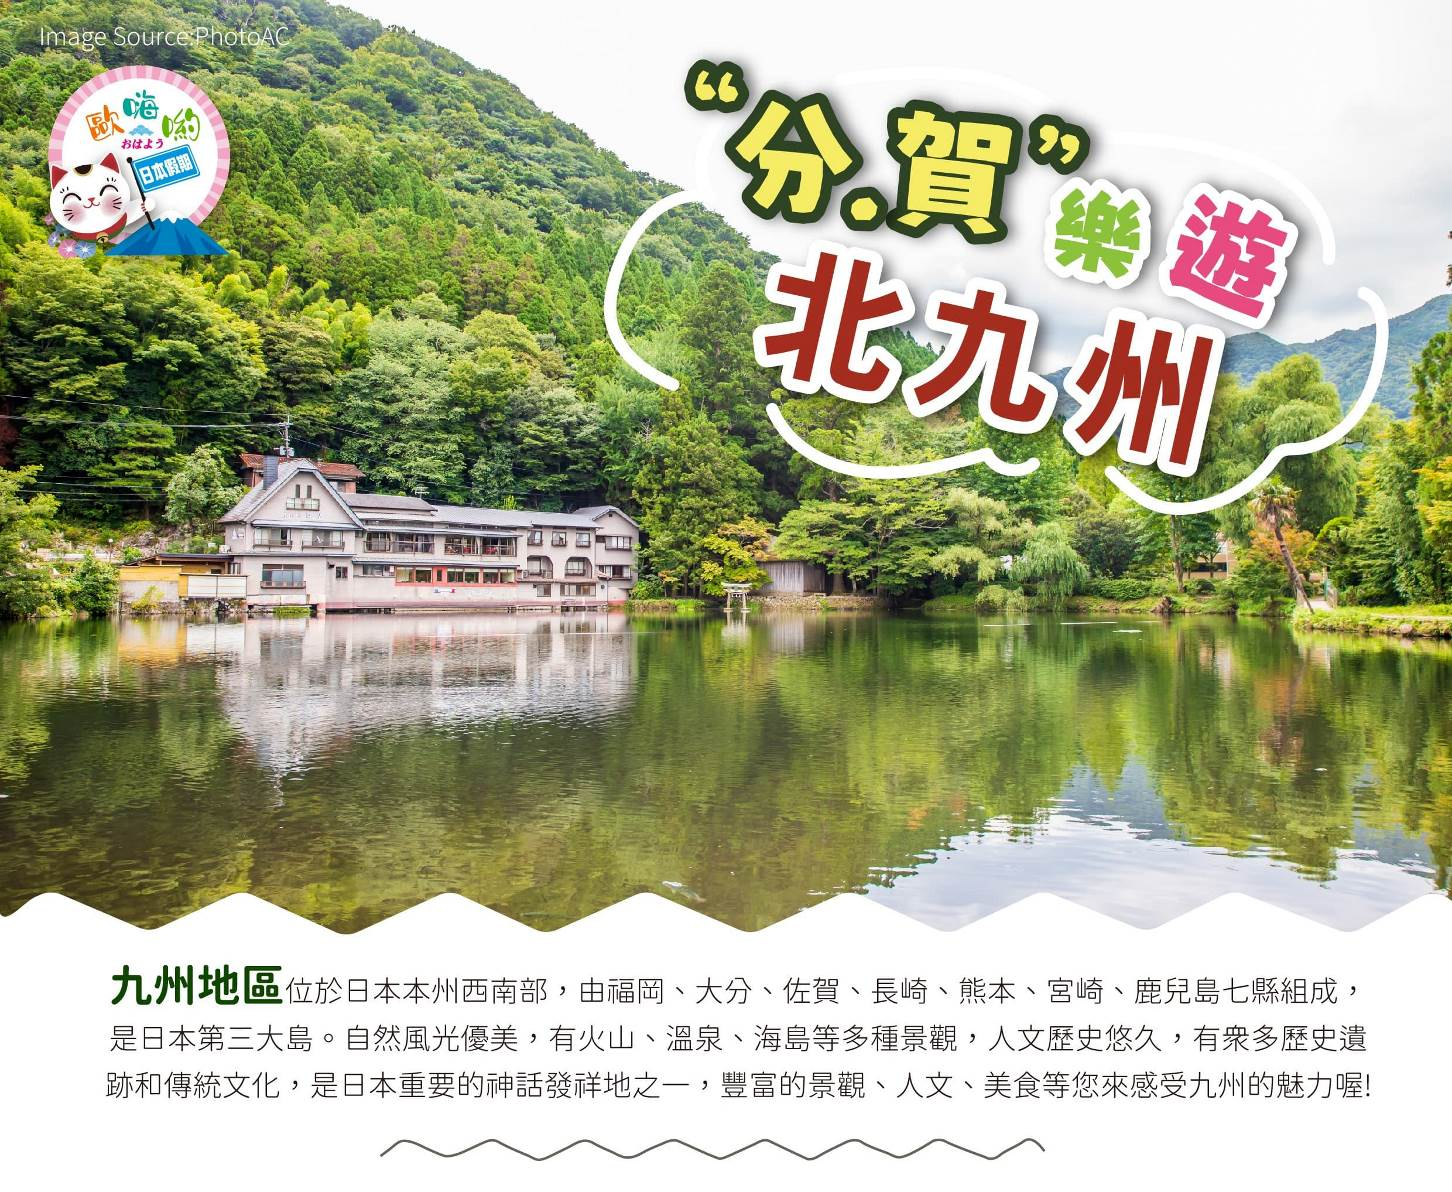 Image Source:PhotoAC
歐嗨喲
おはよう
日本假期
“分.賀”樂遊
北九州
九州地區位於日本本州西南部，由福岡、大分、佐賀、長崎、熊本、宮崎、鹿兒島七縣組成，
是日本第三大島。自然風光優美，有火山、溫泉、海島等多種景觀，人文歷史悠久，有眾多歷史遺
跡和傳統文化，是日本重要的神話發祥地之一，豐富的景觀、人文、美食等您來感受九州的魅力喔!